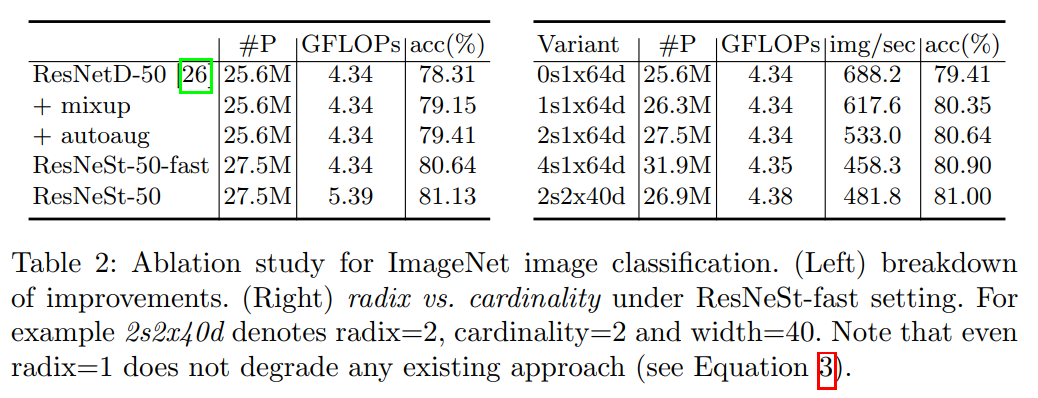 #P GFLOPs acc(%)
ResNetD-50 [26] 25.6M 4.34 78.31
+ mixup 25.6M 4.34 79.15
+ autoaug 25.6M 4.34 79.41
ResNeSt-50-fast 27.5M 4.34 80.64
ResNeSt-50 27.5M 5.39 81.13
Variant #P GFLOPs img/sec acc(%)
0s1x64d 25.6M 4.34 688.2 79.41
1s1x64d 26.3M 4.34 617.6 80.35
2s1x64d 27.5M 4.34 533.0 80.64
4s1x64d 31.9M 4.35 458.3 80.90
2s2x40d 26.9M 4.38 481.8 81.00
Table 2: Ablation study for ImageNet image classification. (Left) breakdown
of improvements. (Right) radix vs. cardinality under ResNeSt-fast setting. For
example 2s2x40d denotes radix=2, cardinality=2 and width=40. Note that even
radix=1 does not degrade any existing approach (see Equation 3).